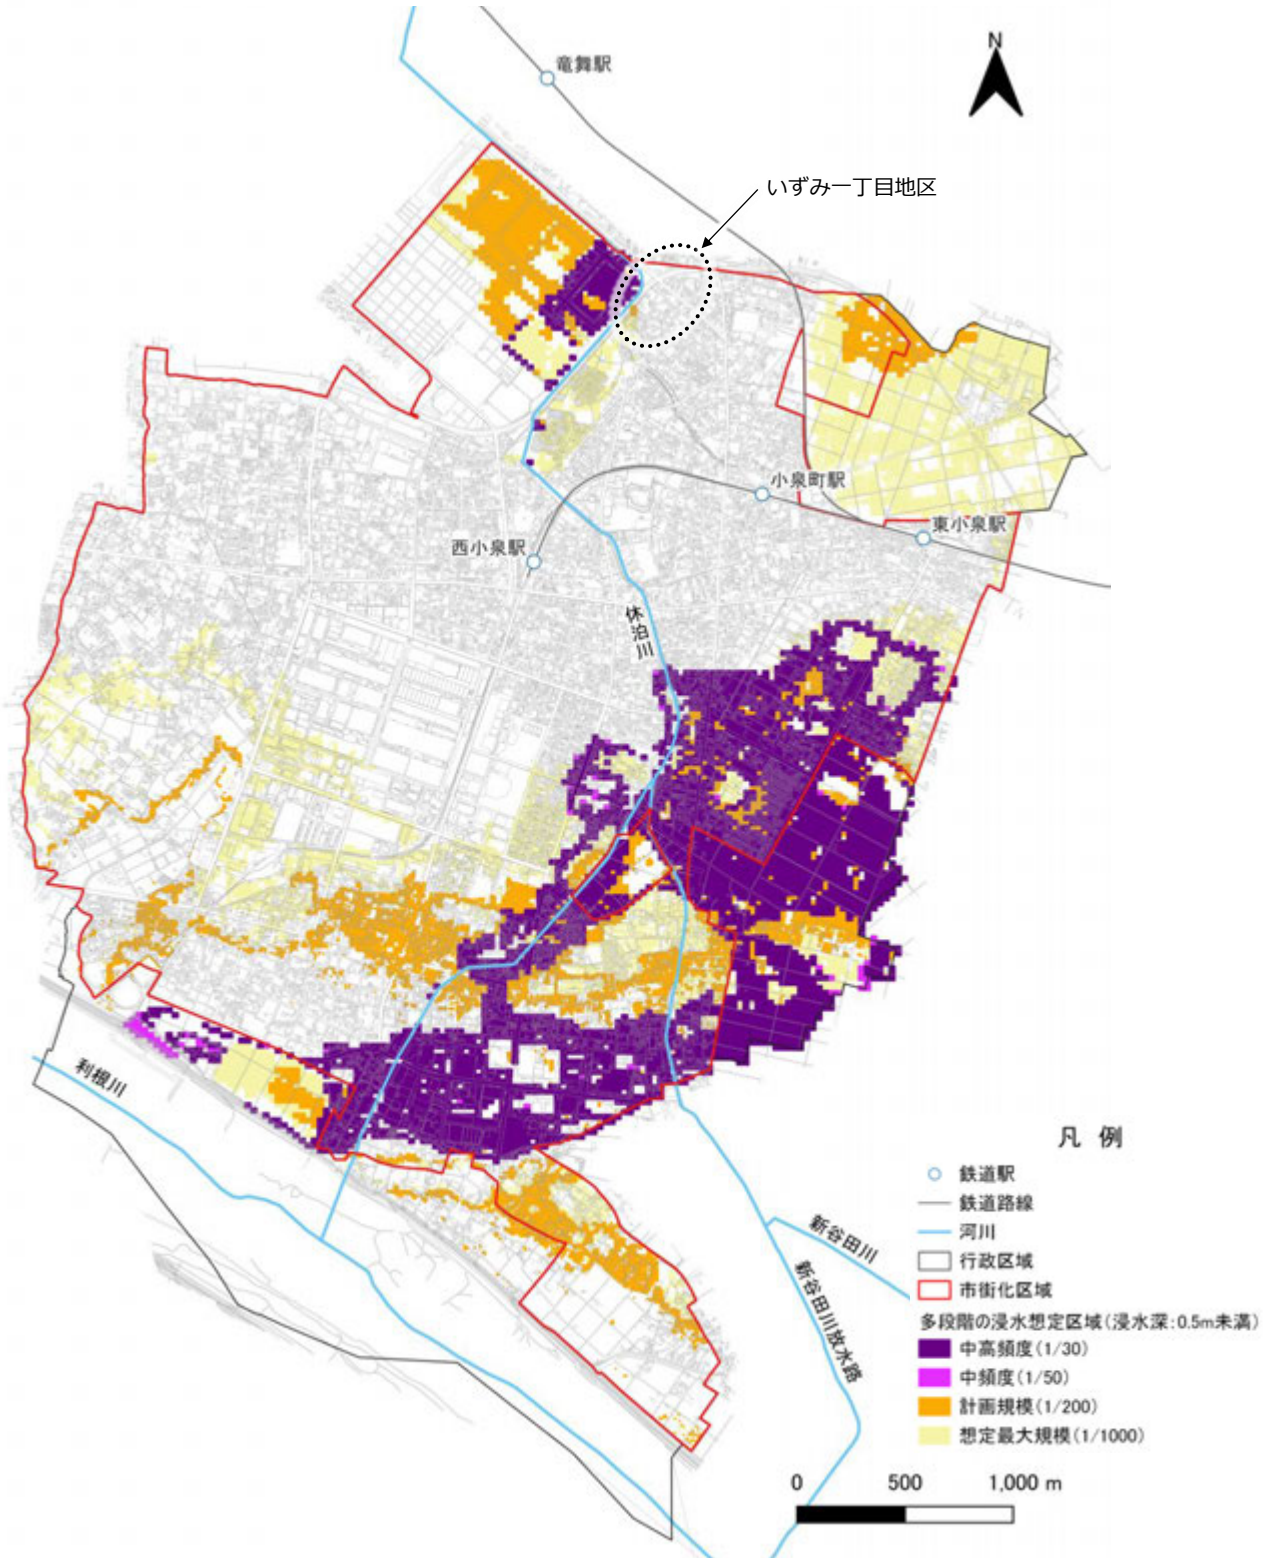 竜舞駅
N
いずみ一丁目地区
小泉町駅
東小泉駅
西小泉駅
休泊川
利根川
新谷田川
新谷田川放水路
凡 例
鉄道駅
鉄道路線
河川
行政区域
市街化区域
多段階の浸水想定区域（浸水深：0.5m未満）
中高頻度（1/30）
中頻度（1/50）
計画規模（1/200）
想定最大規模（1/1000）
0 500 1,000 m